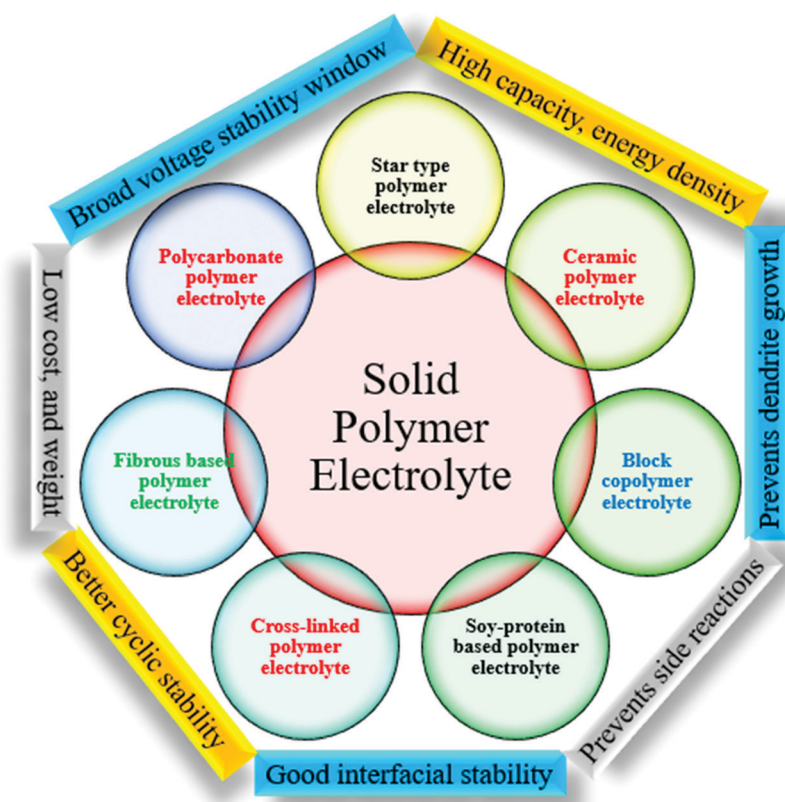 Broad voltage stability window
High capacity, energy density
Star type
polymer
electrolyte
Polycarbonate
polymer
electrolyte
Ceramic
polymer
electrolyte
Low cost, and weight
Prevents dendrite growth
Solid
Polymer
Electrolyte
Fibrous based
polymer
electrolyte
Block
copolymer
electrolyte
Cross-linked
polymer
electrolyte
Soy-protein
based polymer
electrolyte
Better cyclic stability
Prevents side reactions
Good interfacial stability